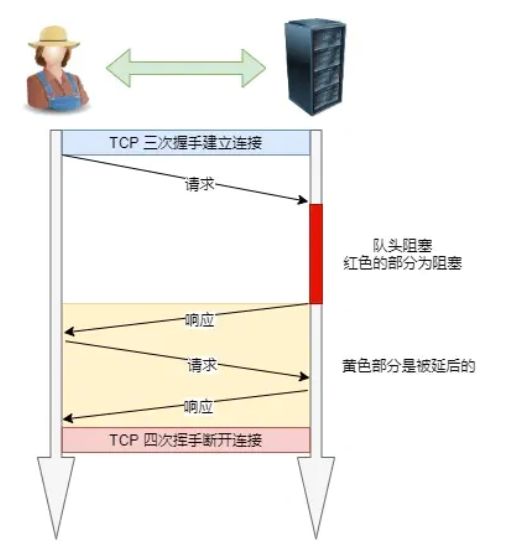 TCP 三次握手建立连接
请求
队头阻塞
红色的部分为阻塞
响应
请求
黄色部分是被延后的
响应
TCP 四次挥手断开连接